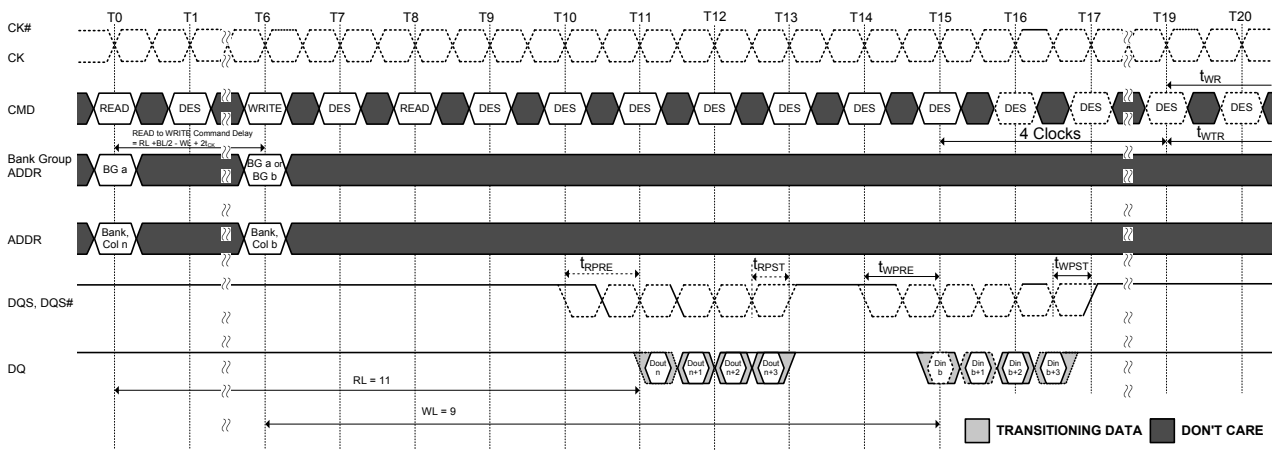 T0 T1 T6 T7 T8 T9 T10 T11 T12 T13 T14 T15 T16 T17 T19 T20
CK#
CK
tWR
CMD READ DES WRITE DES READ DES DES DES DES DES DES DES DES DES DES DES
READ to WRITE Command Delay
= RL +BL/2 - WL + 2tCK
4 Clocks
tWTR
Bank Group
ADDR
BG a
BG a or
BG b
ADDR
Bank,
Col n
Bank,
Col b
tRPRE tRPST tWPRE tWPST
DQS, DQS#
DQ
Dout
n
Dout
n+1
Dout
n+2
Dout
n+3
Din
b
Din
b+1
Din
b+2
Din
b+3
RL = 11
WL = 9
TRANSITIONING DATA DON'T CARE